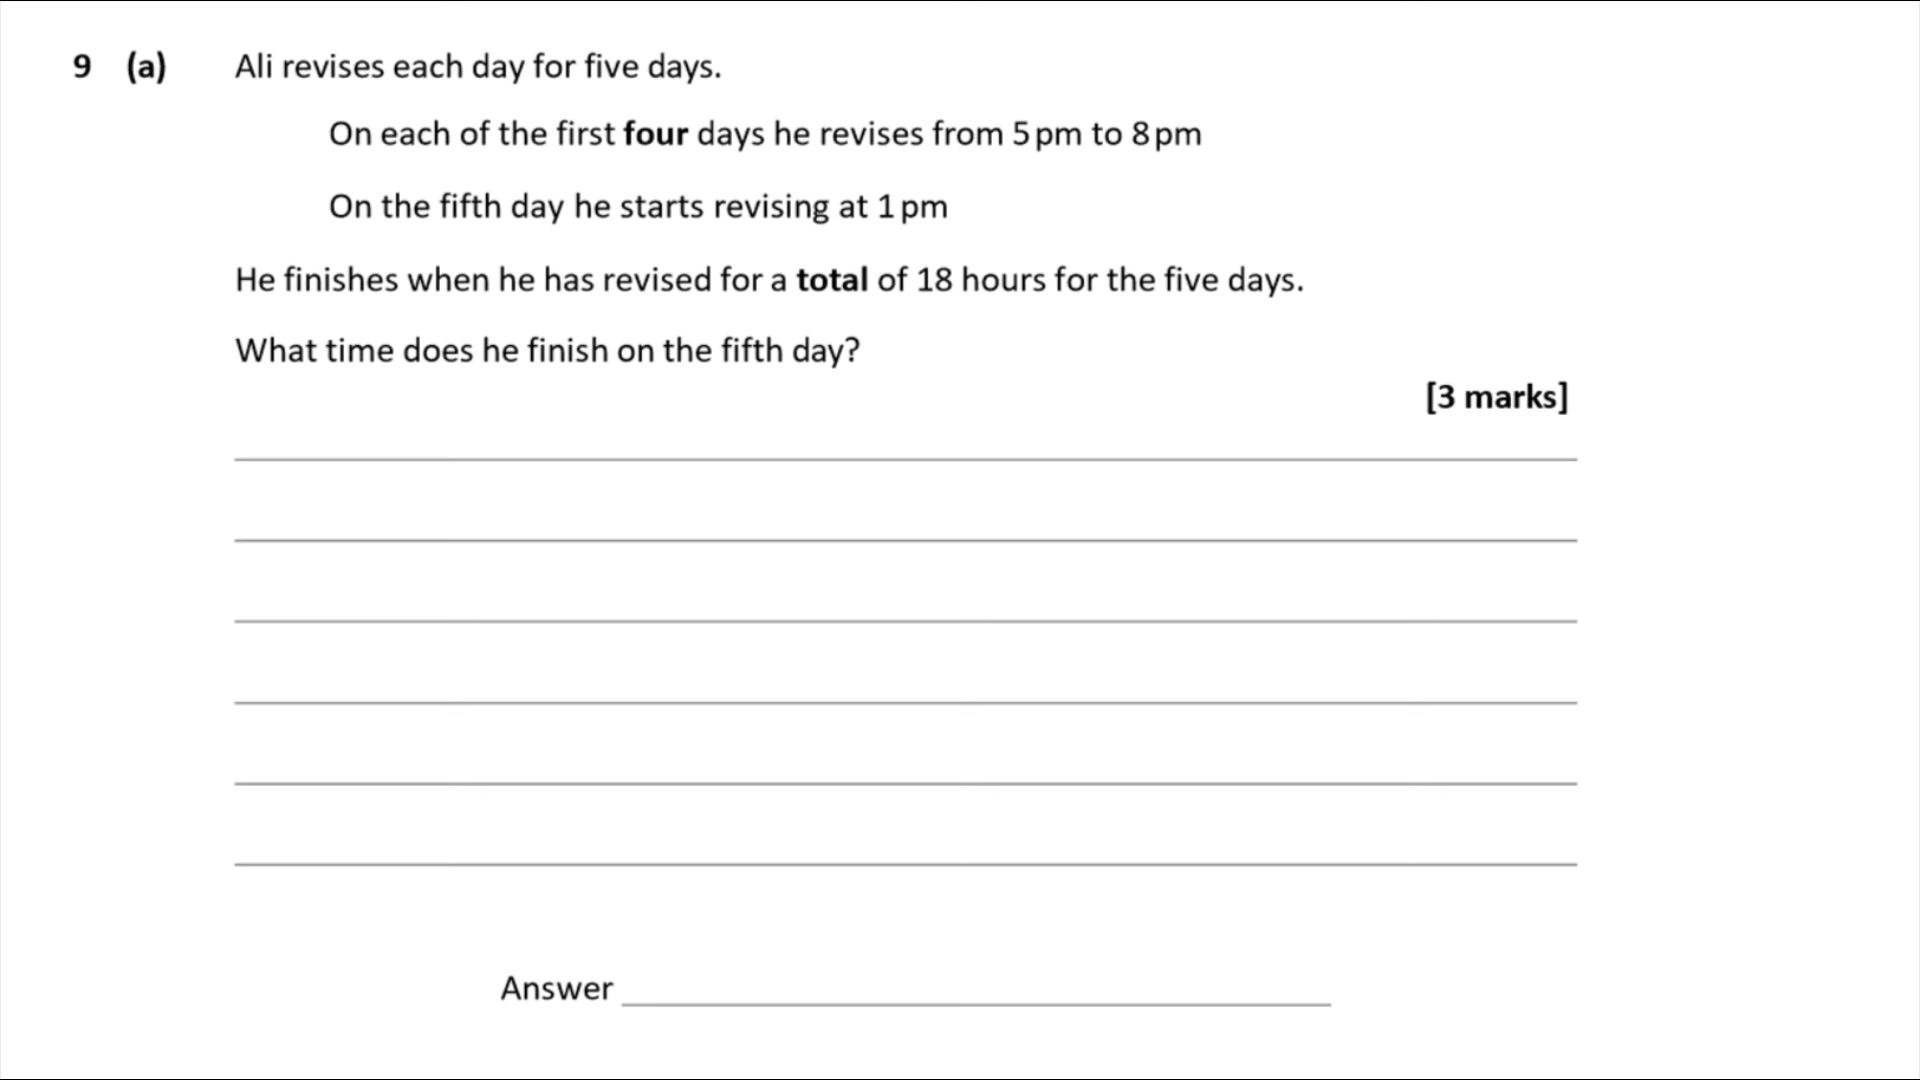 9 (a) Ali revises each day for five days.
On each of the first four days he revises from 5 pm to 8 pm
On the fifth day he starts revising at 1 pm
He finishes when he has revised for a total of 18 hours for the five days.
What time does he finish on the fifth day?
[3 marks]
Answer